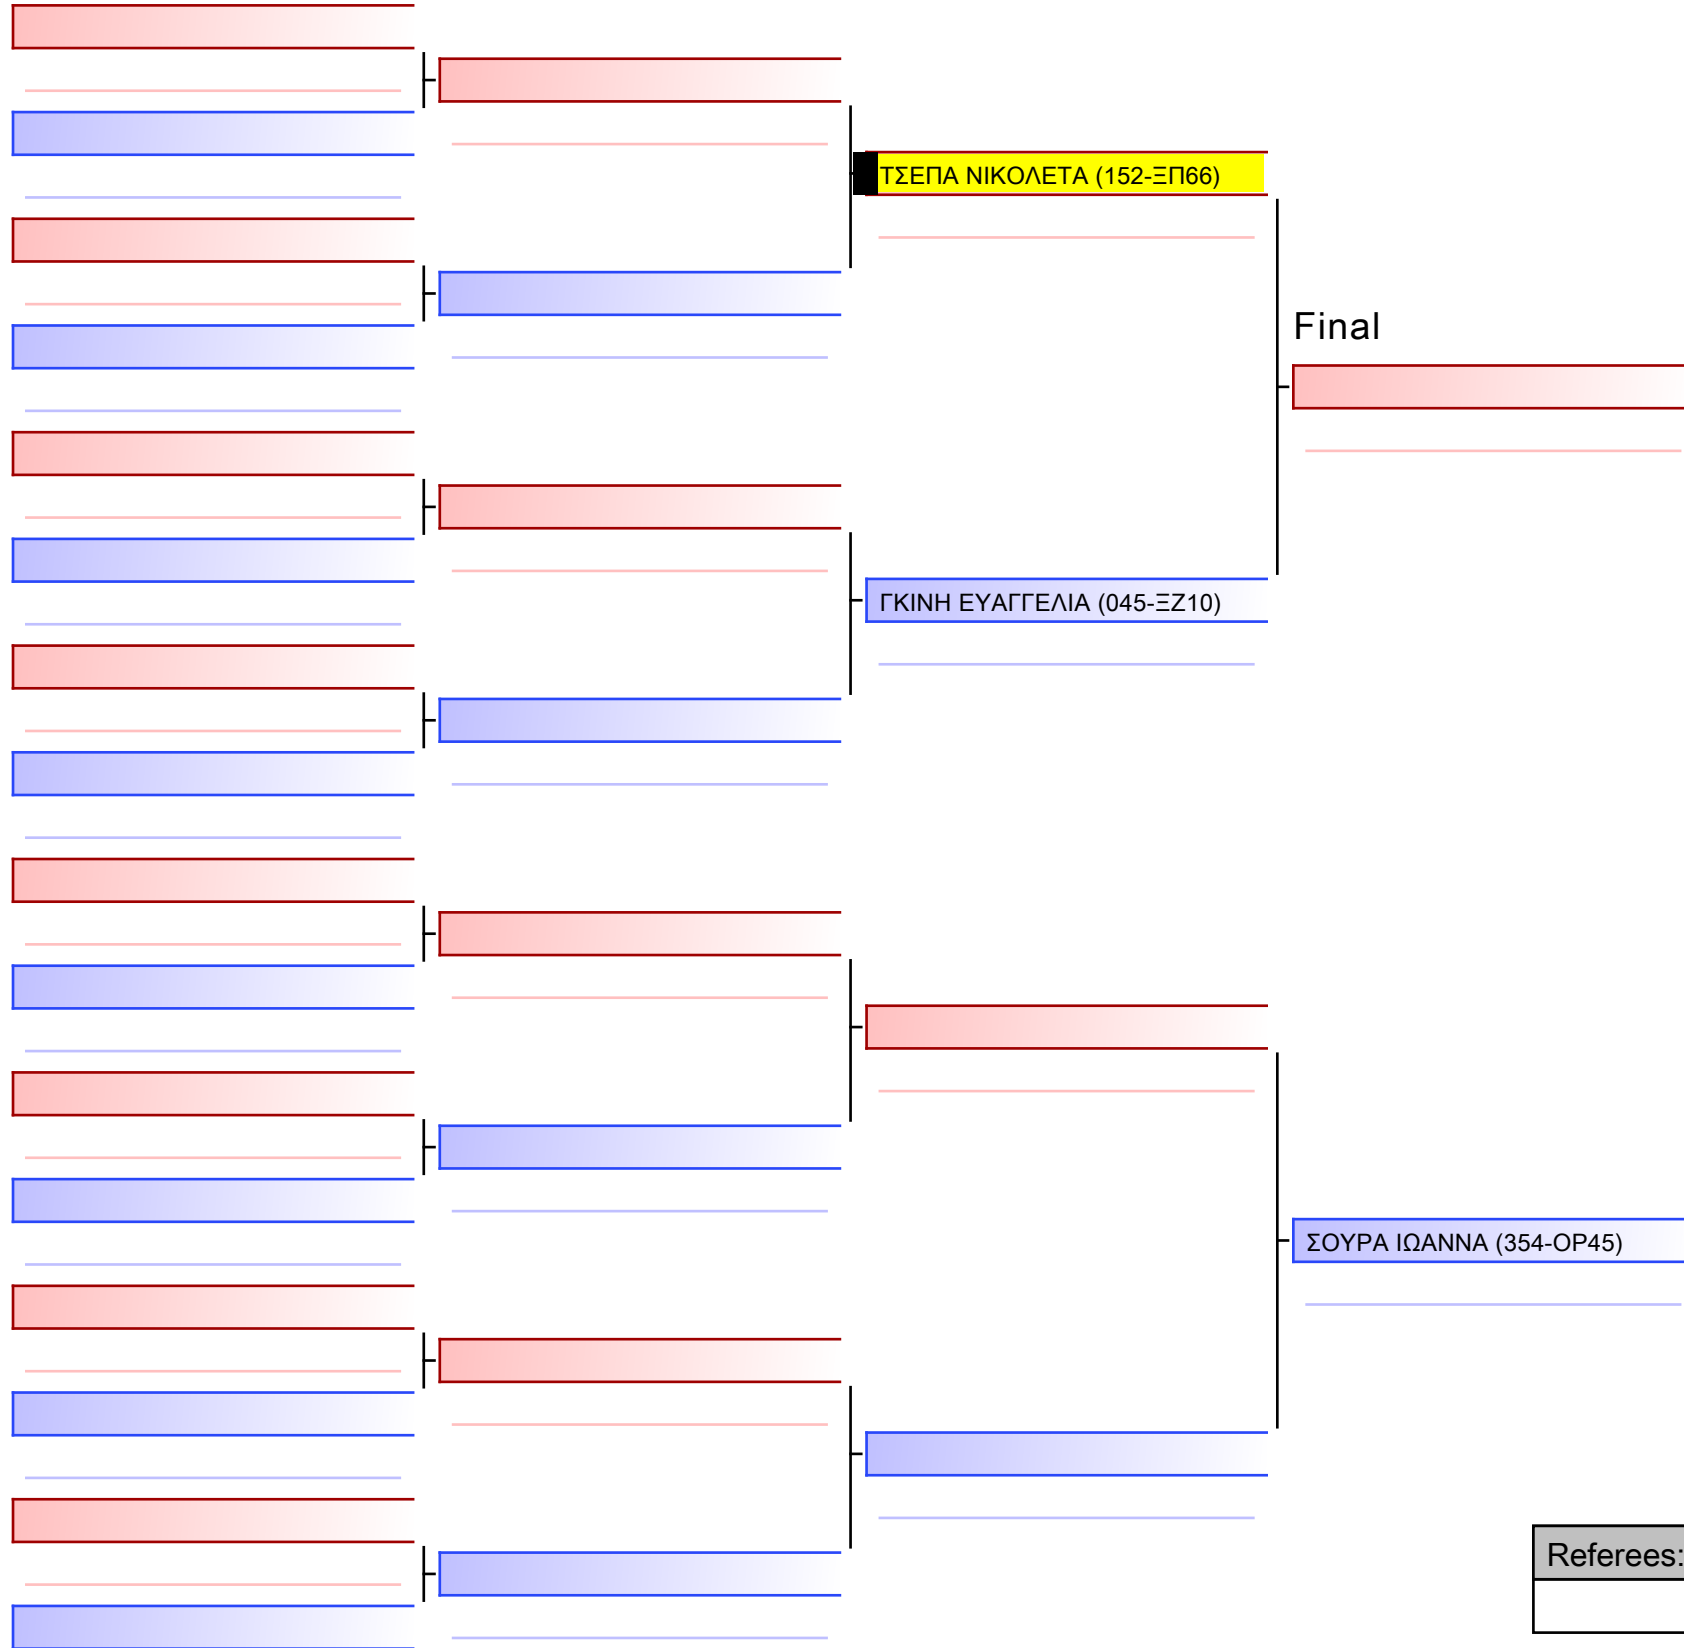 ΤΣΕΠΑ ΝΙΚΟΛΕΤΑ (152-ΞΠ66)
Final
ΓΚΙΝΗ ΕΥΑΓΓΕΛΙΑ (045-ΞΖ10)
ΣΟΥΡΑ ΙΩΑΝΝΑ (354-ΟΡ45)
Referees: